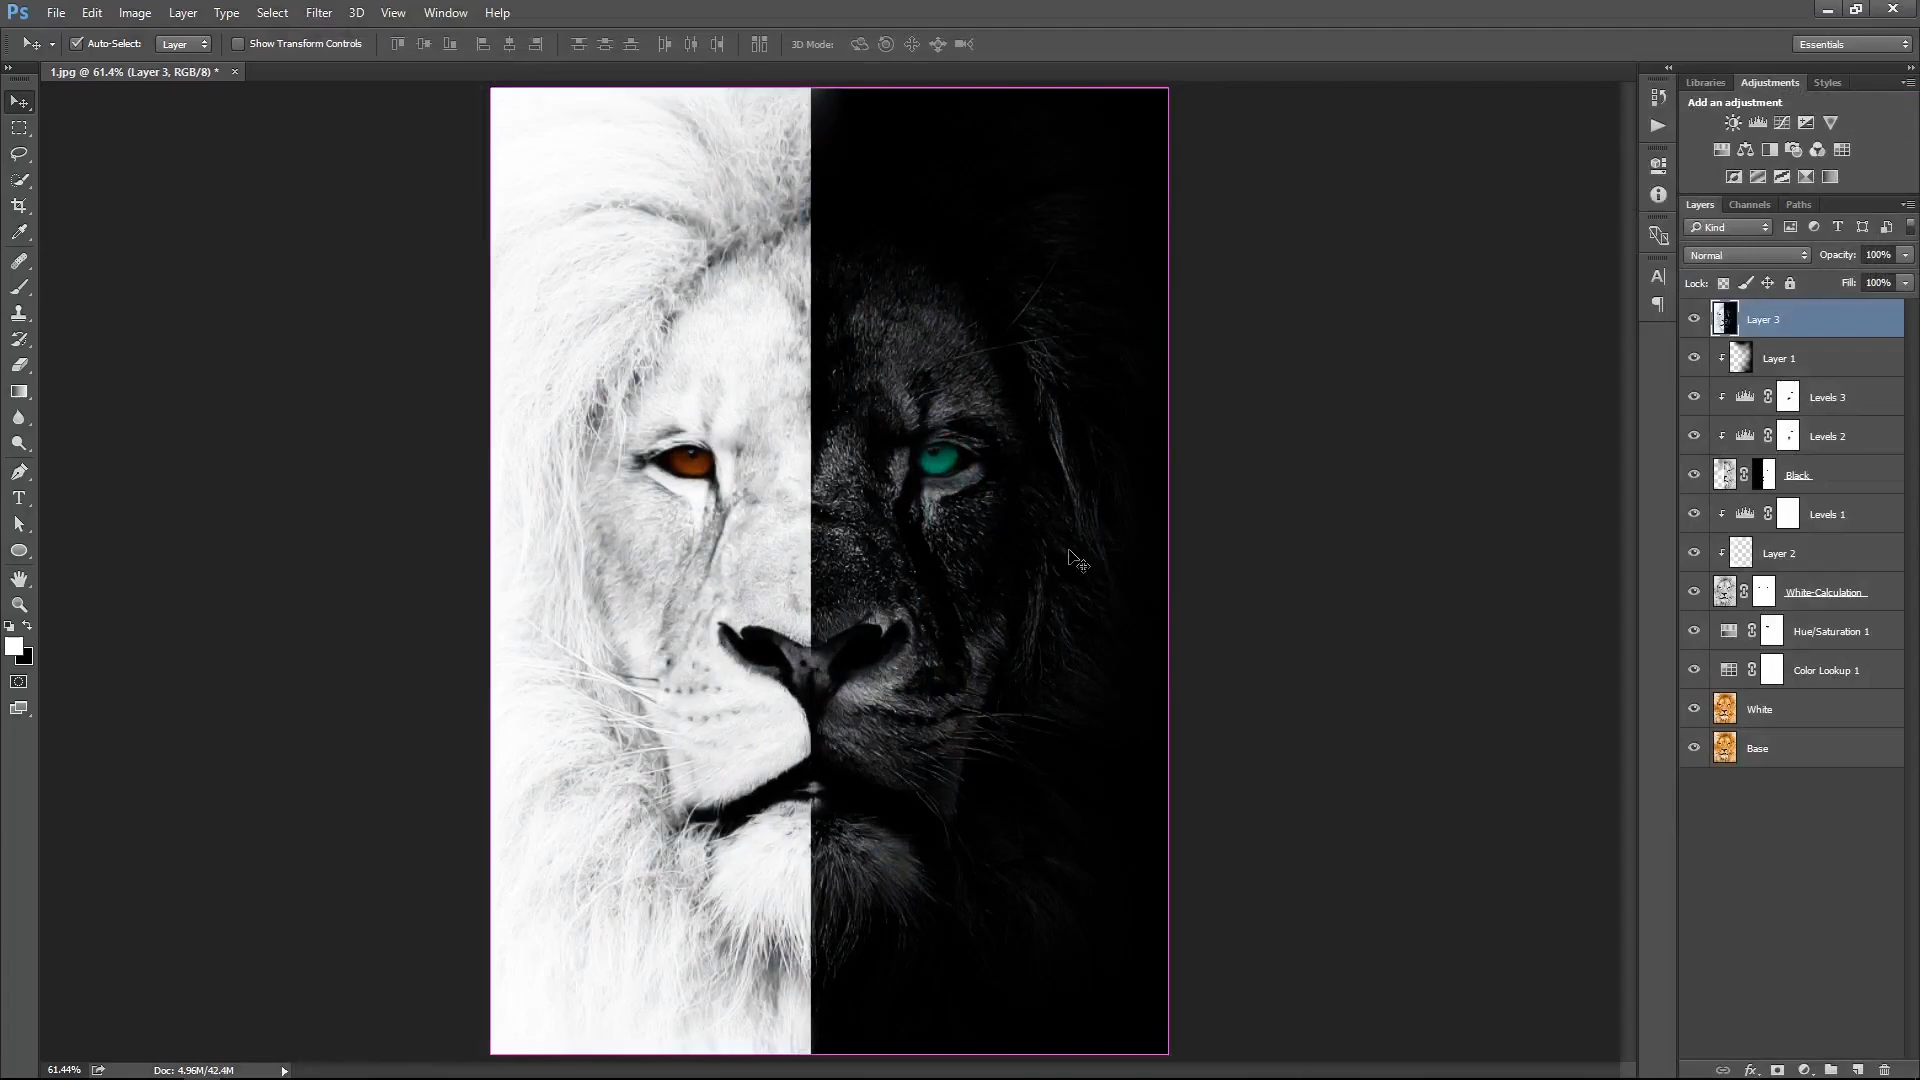 Ps File Edit Image Layer Type Select Filter 3D View Window Help
Auto-Select: Layer Show Transform Controls 3D Mode: Essentials
1.jpg @ 61.4% (Layer 3, RGB/8) * ×
Libraries Adjustments Styles
Add an adjustment
Layers Channels Paths
Kind T
Normal Opacity: 100%
Lock: Fill: 100%
A
T
Layer 3
Layer 1
Levels 3
Levels 2
Black
Levels 1
Layer 2
White-Calculation
Hue/Saturation 1
Color Lookup 1
White
Base
61.44% Doc: 4.96M/42.4M fx